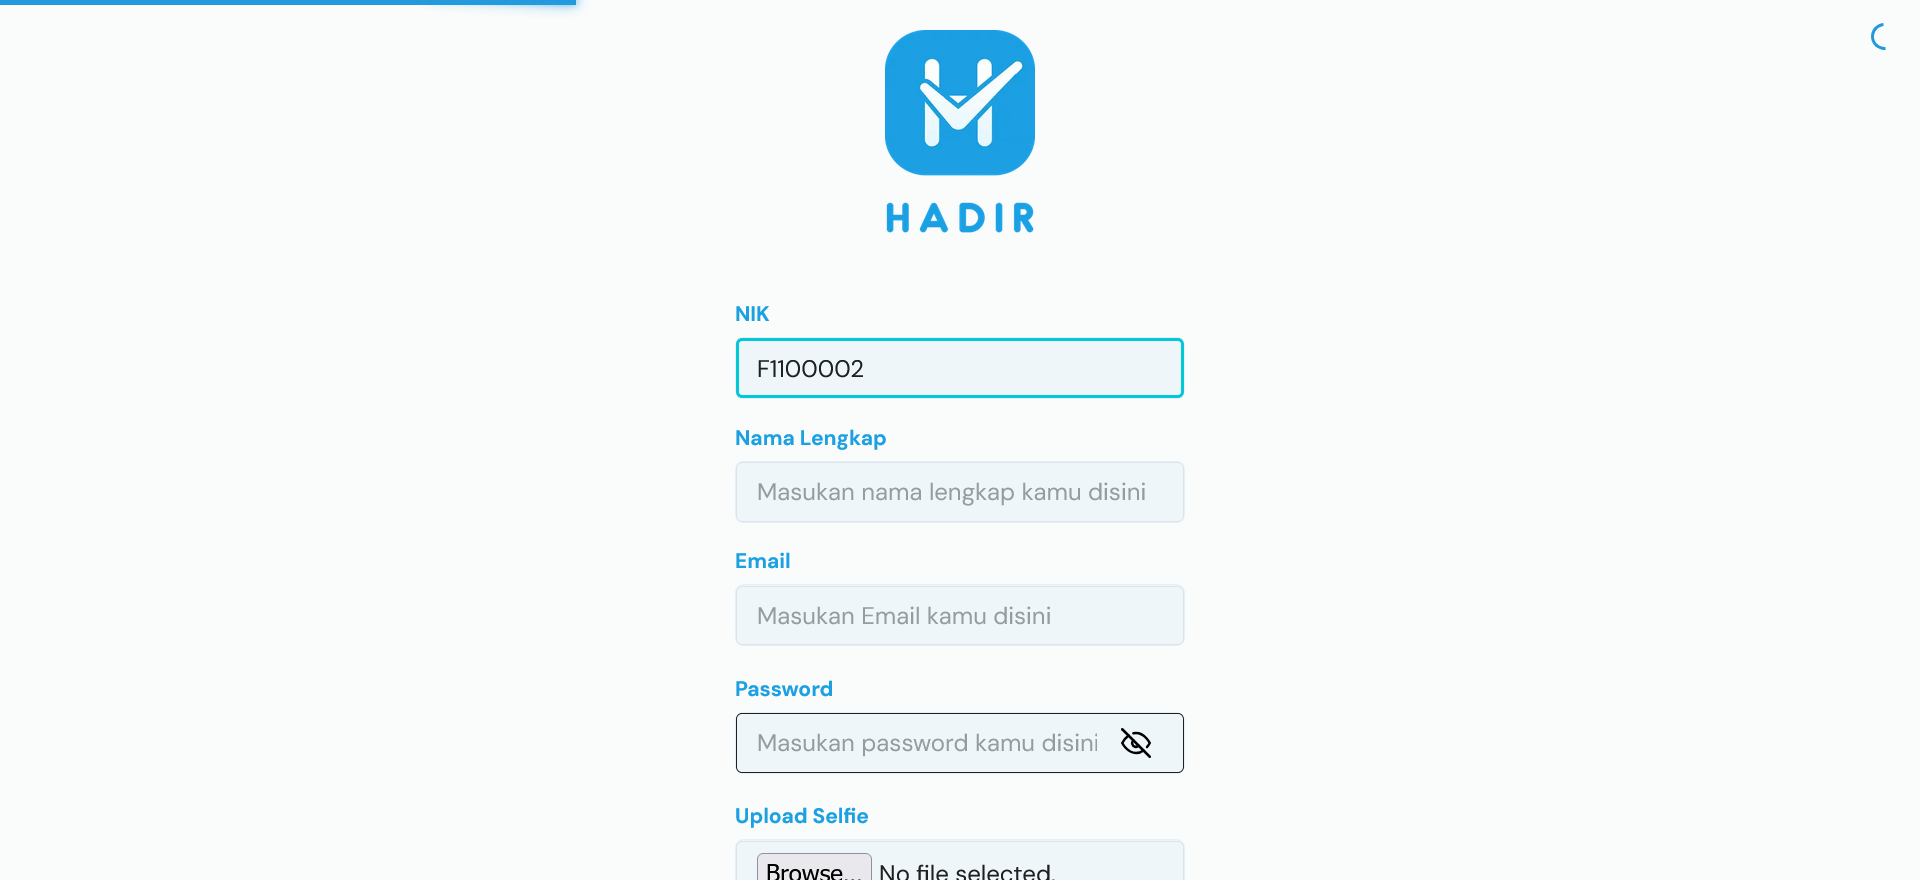 HADIR
NIK
F1100002
Nama Lengkap
Masukan nama lengkap kamu disini
Email
Masukan Email kamu disini
Password
Masukan password kamu disini
Upload Selfie
Browse... No file selected.